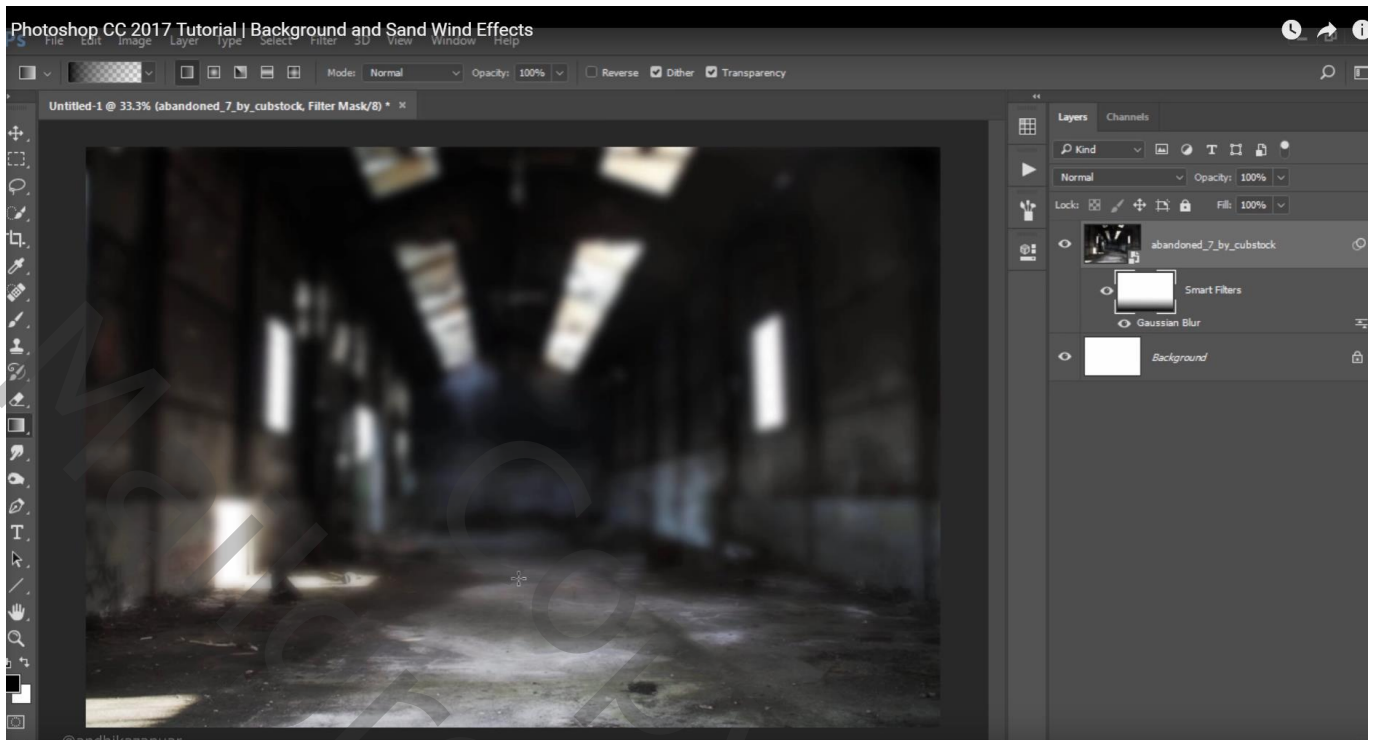 Photoshop CC 2017 Tutorial | Background and Sand Wind Effects
Ps File Edit Image Layer Type Select Filter 3D View Window Help
Mode: Normal Opacity: 100% Reverse Dither Transparency
Untitled-1 @ 33.3% (abandoned_7_by_cubstock, Filter Mask/8) * ×
Layers Channels
Kind
Normal Opacity: 100%
Lock: Fill: 100%
abandoned_7_by_cubstock
Smart Filters
Gaussian Blur
Background